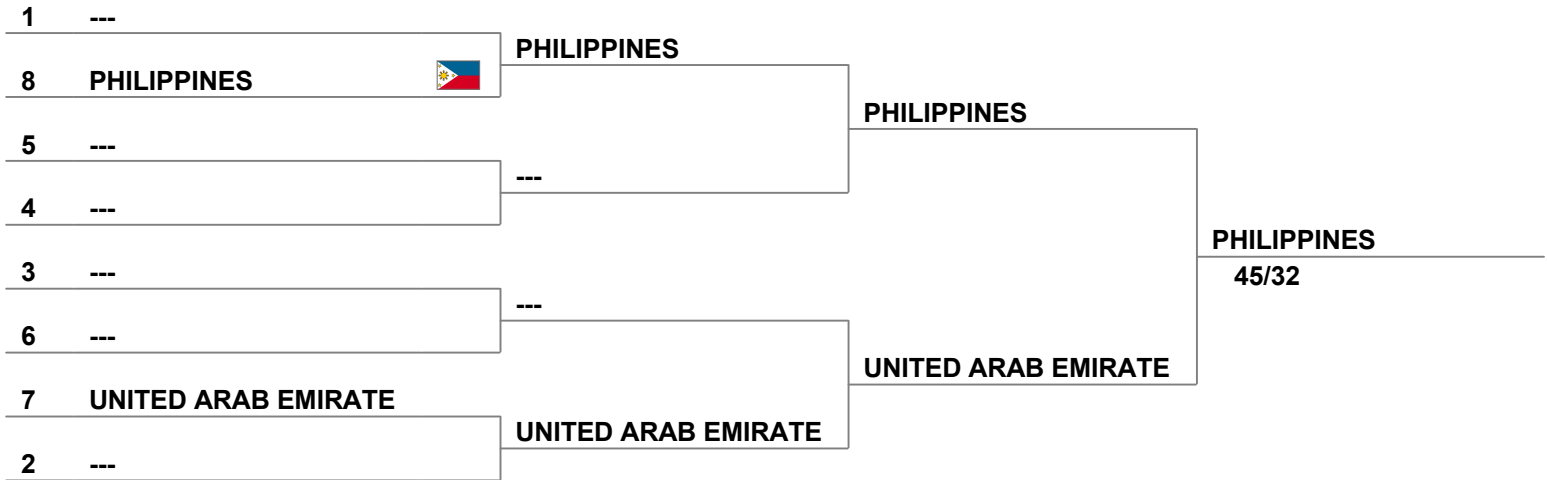 1 ---
PHILIPPINES
8 PHILIPPINES
PHILIPPINES
5 ---
---
4 ---
PHILIPPINES
45/32
3 ---
---
6 ---
UNITED ARAB EMIRATE
7 UNITED ARAB EMIRATE
UNITED ARAB EMIRATE
2 ---